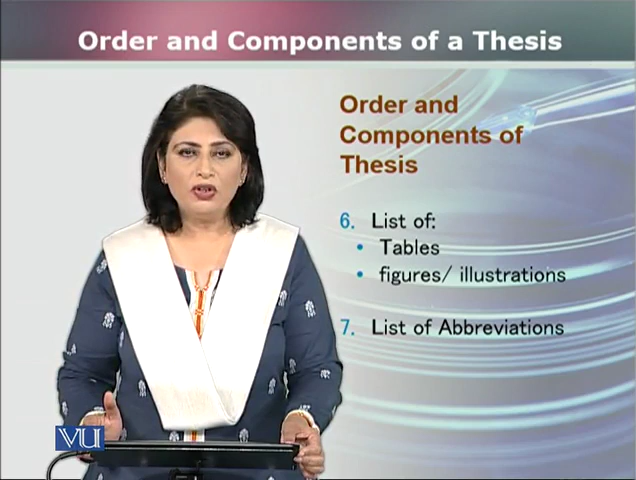 Order and Components of a Thesis
Order and
Components of
Thesis
6. List of:
• Tables
• figures/ illustrations
7. List of Abbreviations
VU